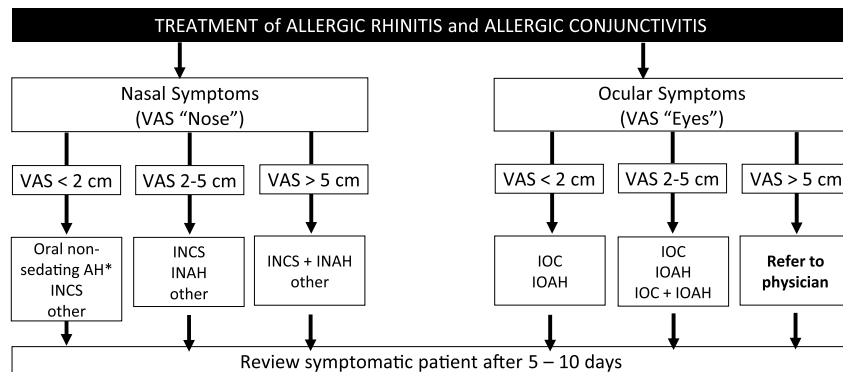 TREATMENT of ALLERGIC RHINITIS and ALLERGIC CONJUNCTIVITIS
Nasal Symptoms
(VAS “Nose”)
Ocular Symptoms
(VAS “Eyes”)
VAS < 2 cm
VAS 2-5 cm
VAS > 5 cm
VAS < 2 cm
VAS 2-5 cm
VAS > 5 cm
Oral non-
sedating AH*
INCS
other
INCS
INAH
other
INCS + INAH
other
IOC
IOAH
IOC
IOAH
IOC + IOAH
Refer to
physician
Review symptomatic patient after 5 – 10 days